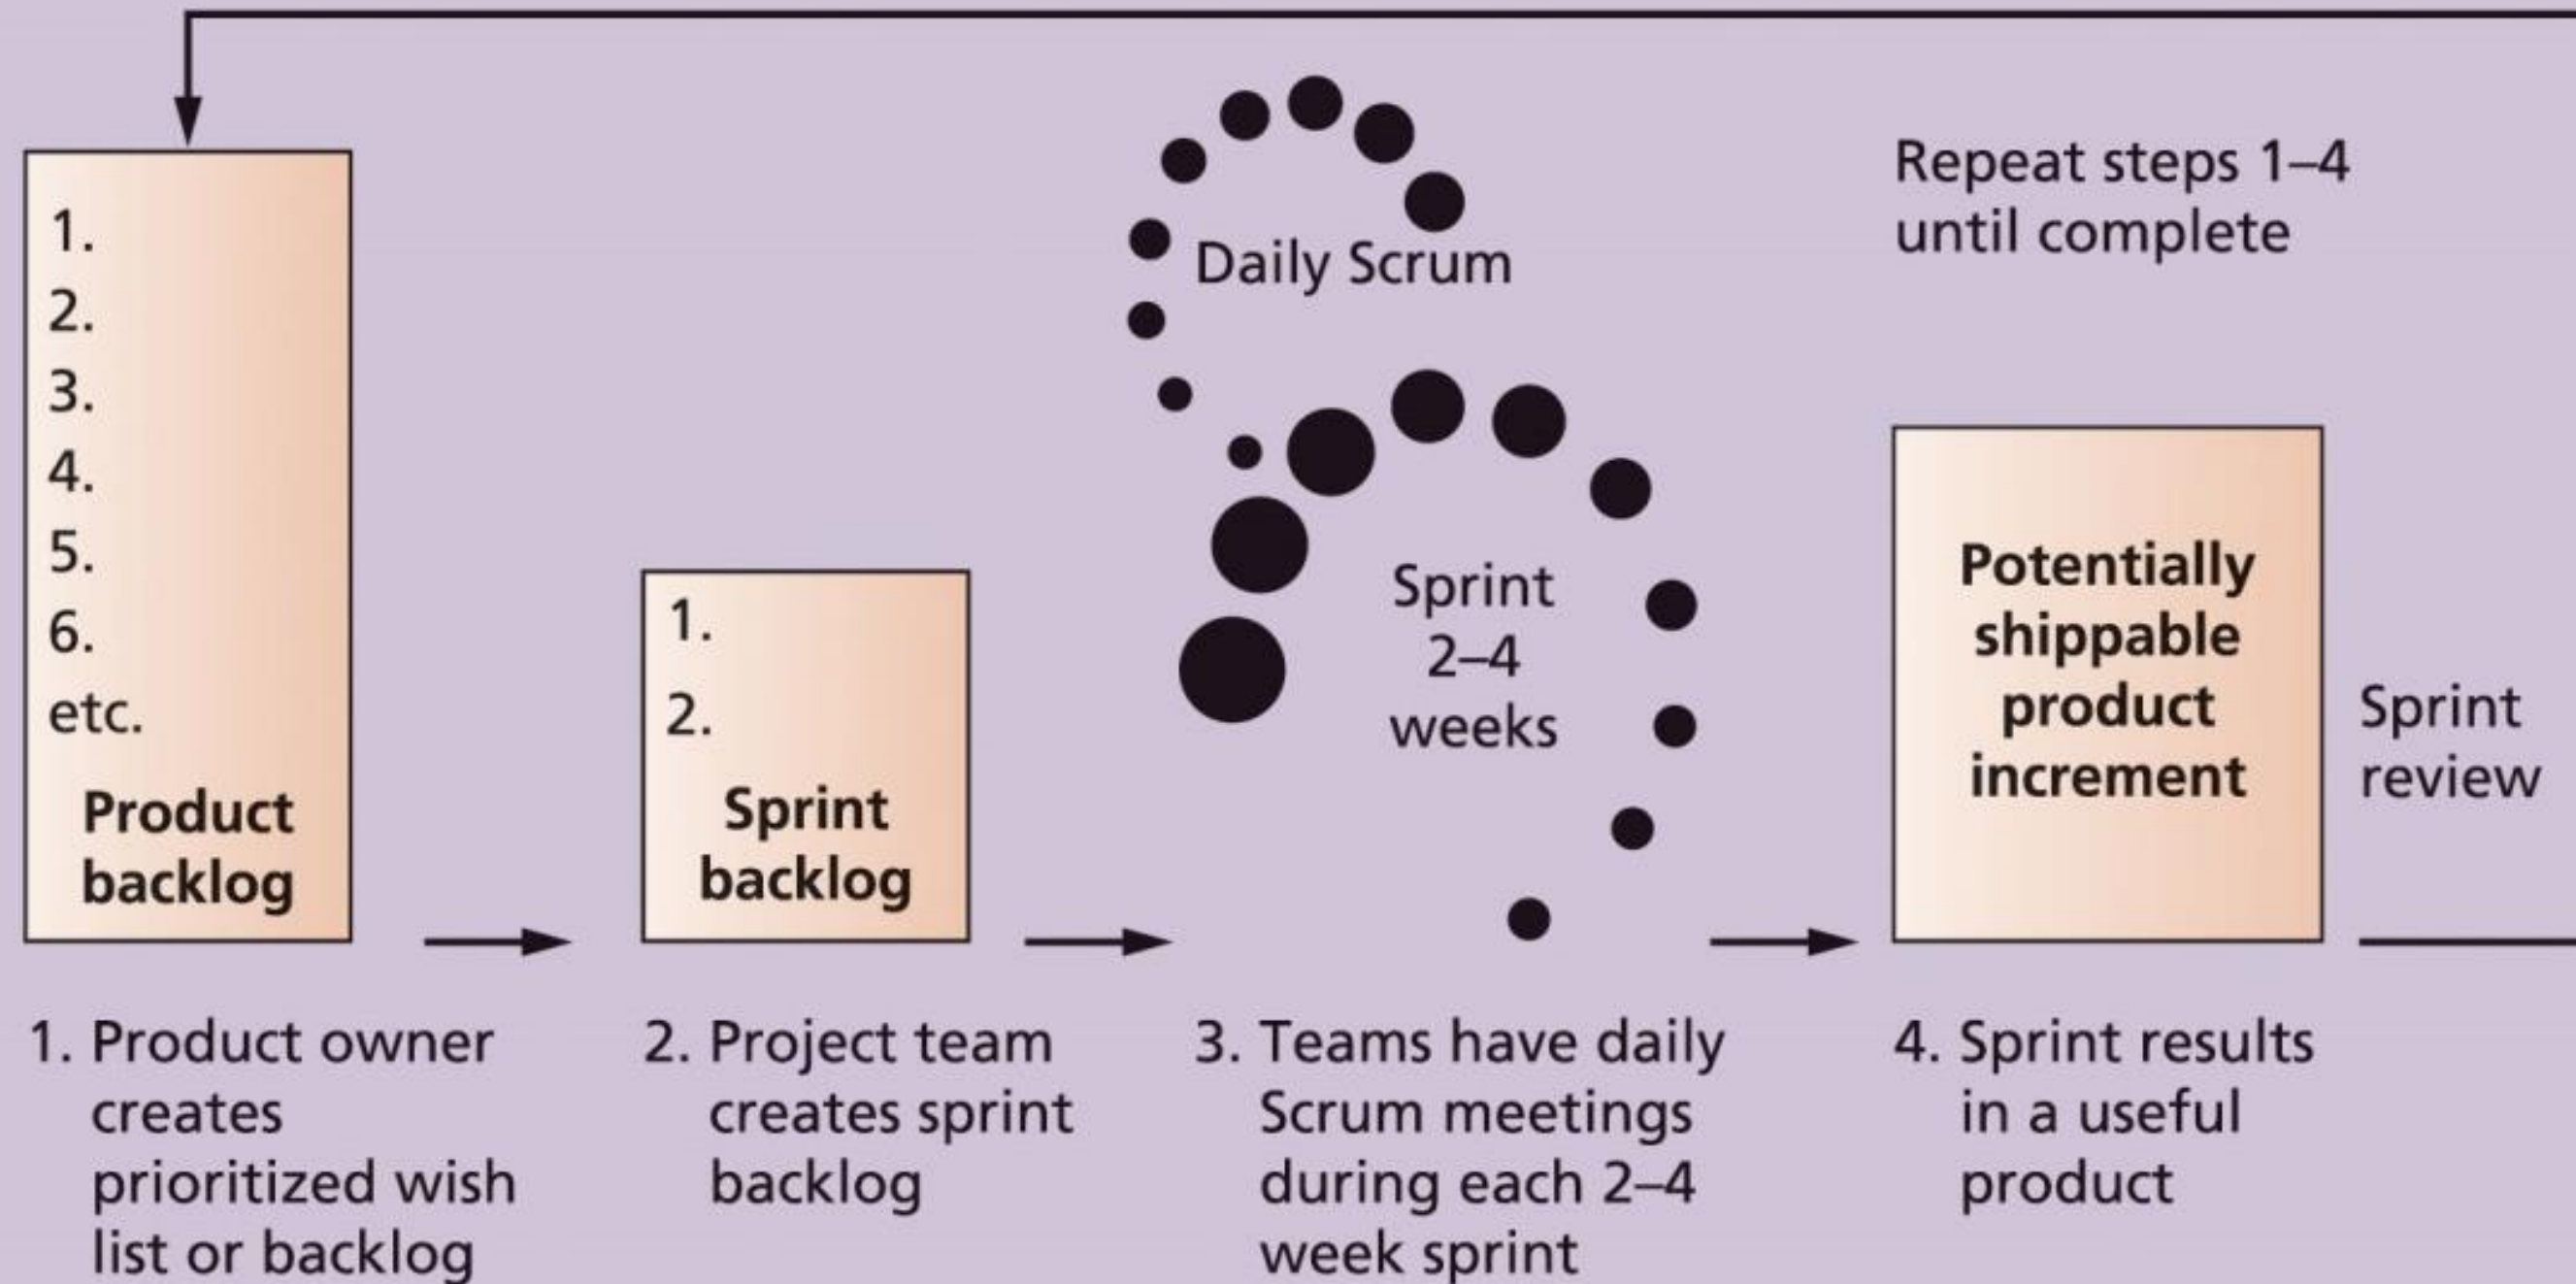 1.
2.
3.
4.
5.
6.
etc.
Product
backlog
1.
2.
Sprint
backlog
Daily Scrum
Sprint
2–4
weeks
Repeat steps 1–4
until complete
Potentially
shippable
product
increment
Sprint
review
1. Product owner
creates
prioritized wish
list or backlog
2. Project team
creates sprint
backlog
3. Teams have daily
Scrum meetings
during each 2–4
week sprint
4. Sprint results
in a useful
product